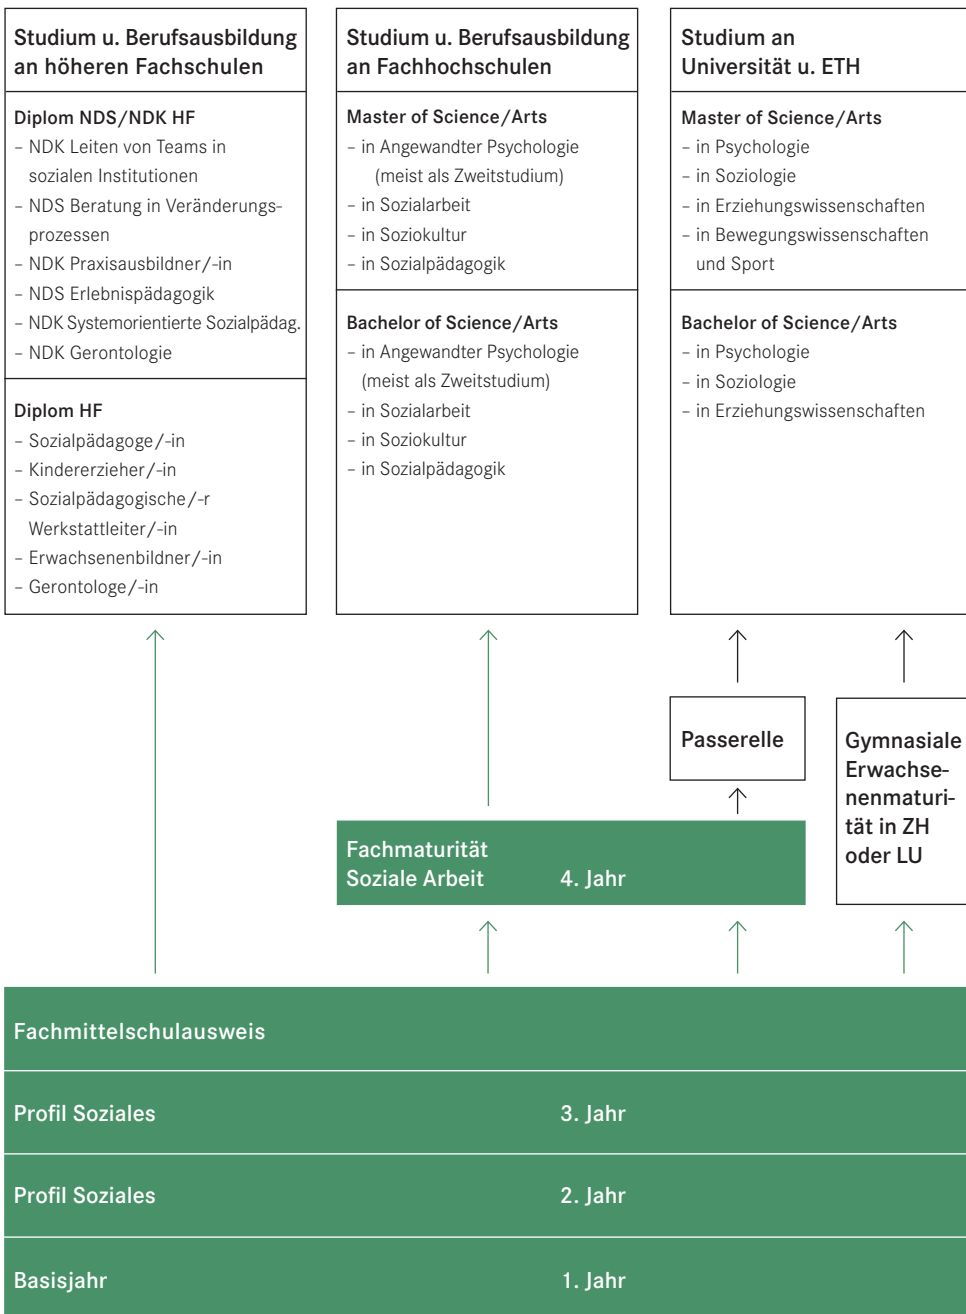 Studium u. Berufsausbildung
an höheren Fachschulen
Diplom NDS/NDK HF
– NDK Leiten von Teams in
sozialen Institutionen
– NDS Beratung in Veränderungs-
prozessen
– NDK Praxisausbildner/-in
– NDS Erlebnispädagogik
– NDK Systemorientierte Sozialpädag.
– NDK Gerontologie
Diplom HF
– Sozialpädagoge/-in
– Kindererzieher/-in
– Sozialpädagogische/-r
Werkstattleiter/-in
– Erwachsenenbildner/-in
– Gerontologe/-in
Studium u. Berufsausbildung
an Fachhochschulen
Master of Science/Arts
– in Angewandter Psychologie
(meist als Zweitstudium)
– in Sozialarbeit
– in Soziokultur
– in Sozialpädagogik
Bachelor of Science/Arts
– in Angewandter Psychologie
(meist als Zweitstudium)
– in Sozialarbeit
– in Soziokultur
– in Sozialpädagogik
Studium an
Universität u. ETH
Master of Science/Arts
– in Psychologie
– in Soziologie
– in Erziehungswissenschaften
– in Bewegungswissenschaften
und Sport
Bachelor of Science/Arts
– in Psychologie
– in Soziologie
– in Erziehungswissenschaften
Passerelle
Gymnasiale
Erwachse-
nenmaturi-
tät in ZH
oder LU
Fachmaturität
Soziale Arbeit 4. Jahr
Fachmittelschulausweis
Profil Soziales 3. Jahr
Profil Soziales 2. Jahr
Basisjahr 1. Jahr